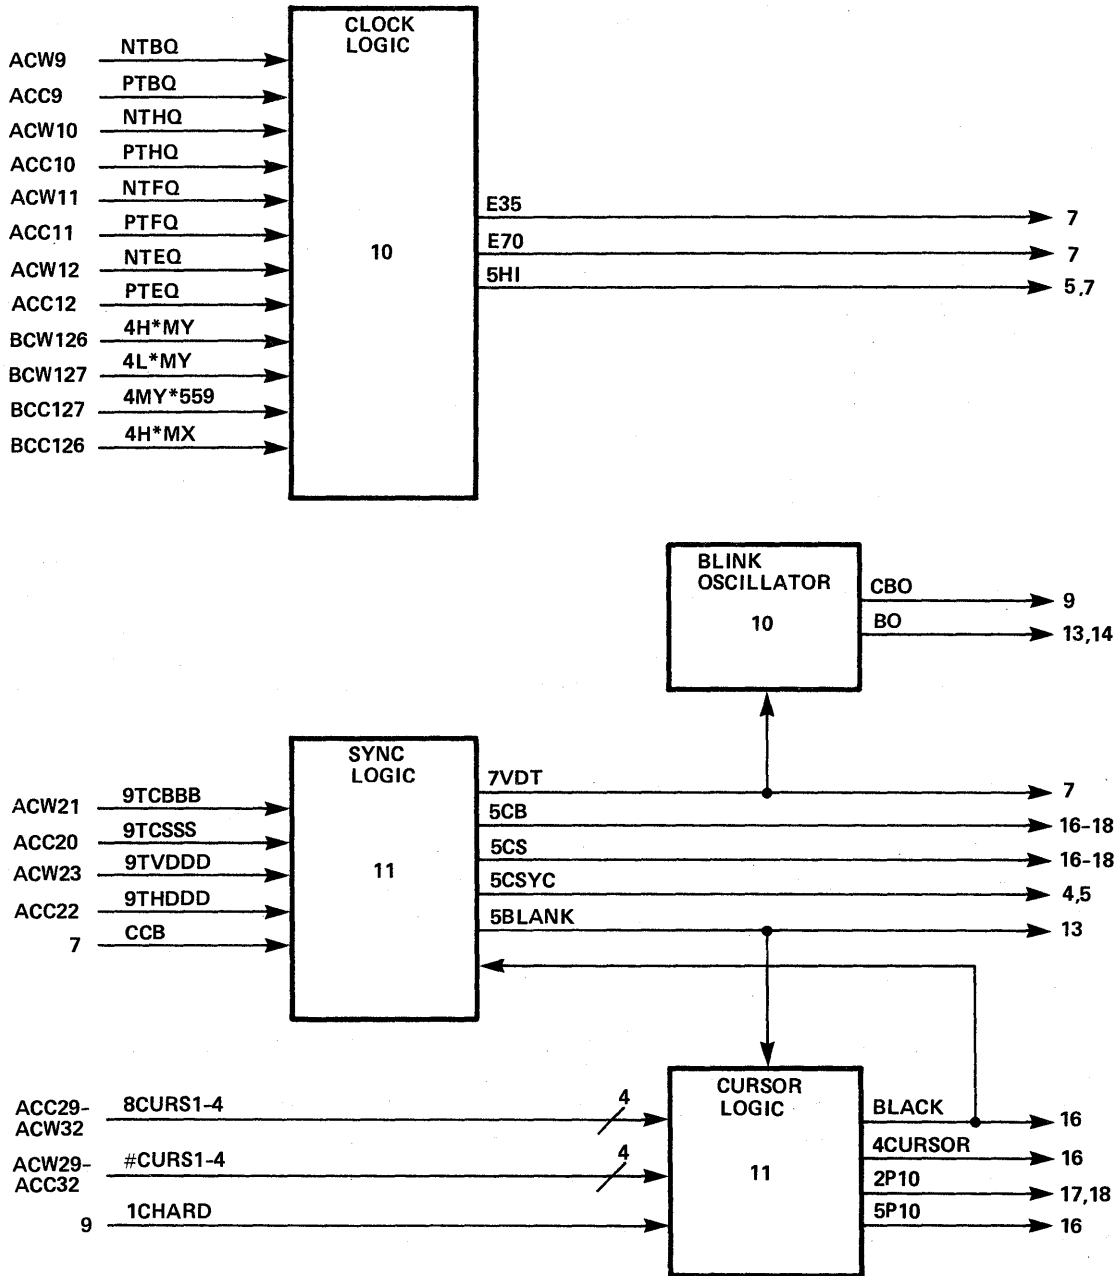 CLOCK
LOGIC
10
ACW9 NTBQ
ACC9 PTBQ
ACW10 NTHQ
ACC10 PTHQ
ACW11 NTFQ
ACC11 PTFQ
ACW12 NTEQ
ACC12 PTEQ
BCW126 4H*MY
BCW127 4L*MY
BCC127 4MY*559
BCC126 4H*MX
E35 7
E70 7
5HI 5,7
BLINK
OSCILLATOR
10
CBO 9
BO 13,14
SYNC
LOGIC
11
ACW21 9TCBBB
ACC20 9TCSSS
ACW23 9TVDDD
ACC22 9THDDD
7 CCB
7VDT 7
5CB 16-18
5CS 16-18
5CSYC 4,5
5BLANK 13
CURSOR
LOGIC
11
ACC29-
ACW32
8CURS1-4 4
ACW29-
ACC32
#CURS1-4 4
9 1CHARD
BLACK 16
4CURSOR 16
2P10 17,18
5P10 16